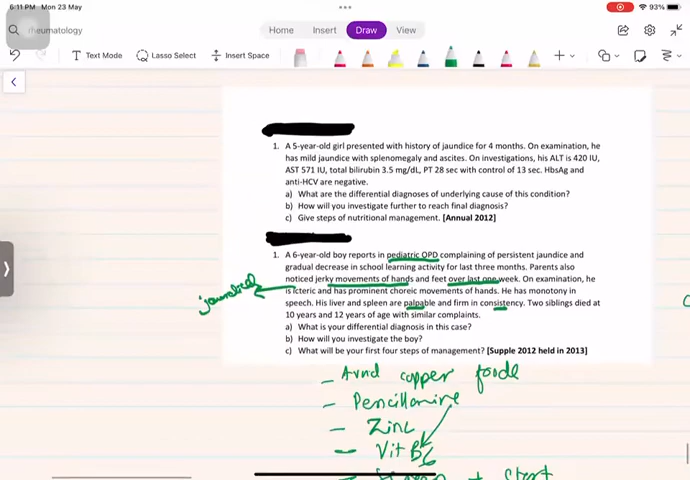 6:11 PM Mon 23 May
93%
rheumatology
Home Insert Draw View
Text Mode Lasso Select Insert Space
1. A 5-year-old girl presented with history of jaundice for 4 months. On examination, he
has mild jaundice with splenomegaly and ascites. On investigations, his ALT is 420 IU,
AST 571 IU, total bilirubin 3.5 mg/dL, PT 28 sec with control of 13 sec. HbsAg and
anti-HCV are negative.
a) What are the differential diagnoses of underlying cause of this condition?
b) How will you investigate further to reach final diagnosis?
c) Give steps of nutritional management. [Annual 2012]
1. A 6-year-old boy reports in pediatric OPD complaining of persistent jaundice and
gradual decrease in school learning activity for last three months. Parents also
noticed jerky movements of hands and feet over last one week. On examination, he
is icteric and has prominent choreic movements of hands. He has monotony in
speech. His liver and spleen are palpable and firm in consistency. Two siblings died at
10 years and 12 years of age with similar complaints.
jaundiced
a) What is your differential diagnosis in this case?
b) How will you investigate the boy?
c) What will be your first four steps of management? [Supple 2012 held in 2013]
- Avnd copper foode
- Pencillamire
- Zinc
- Vit B6
+ start